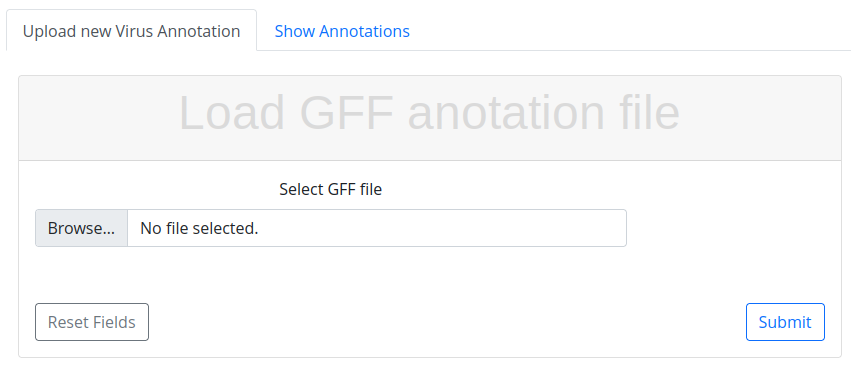 Upload new Virus Annotation Show Annotations
Load GFF anotation file
Select GFF file
Browse... No file selected.
Reset Fields Submit